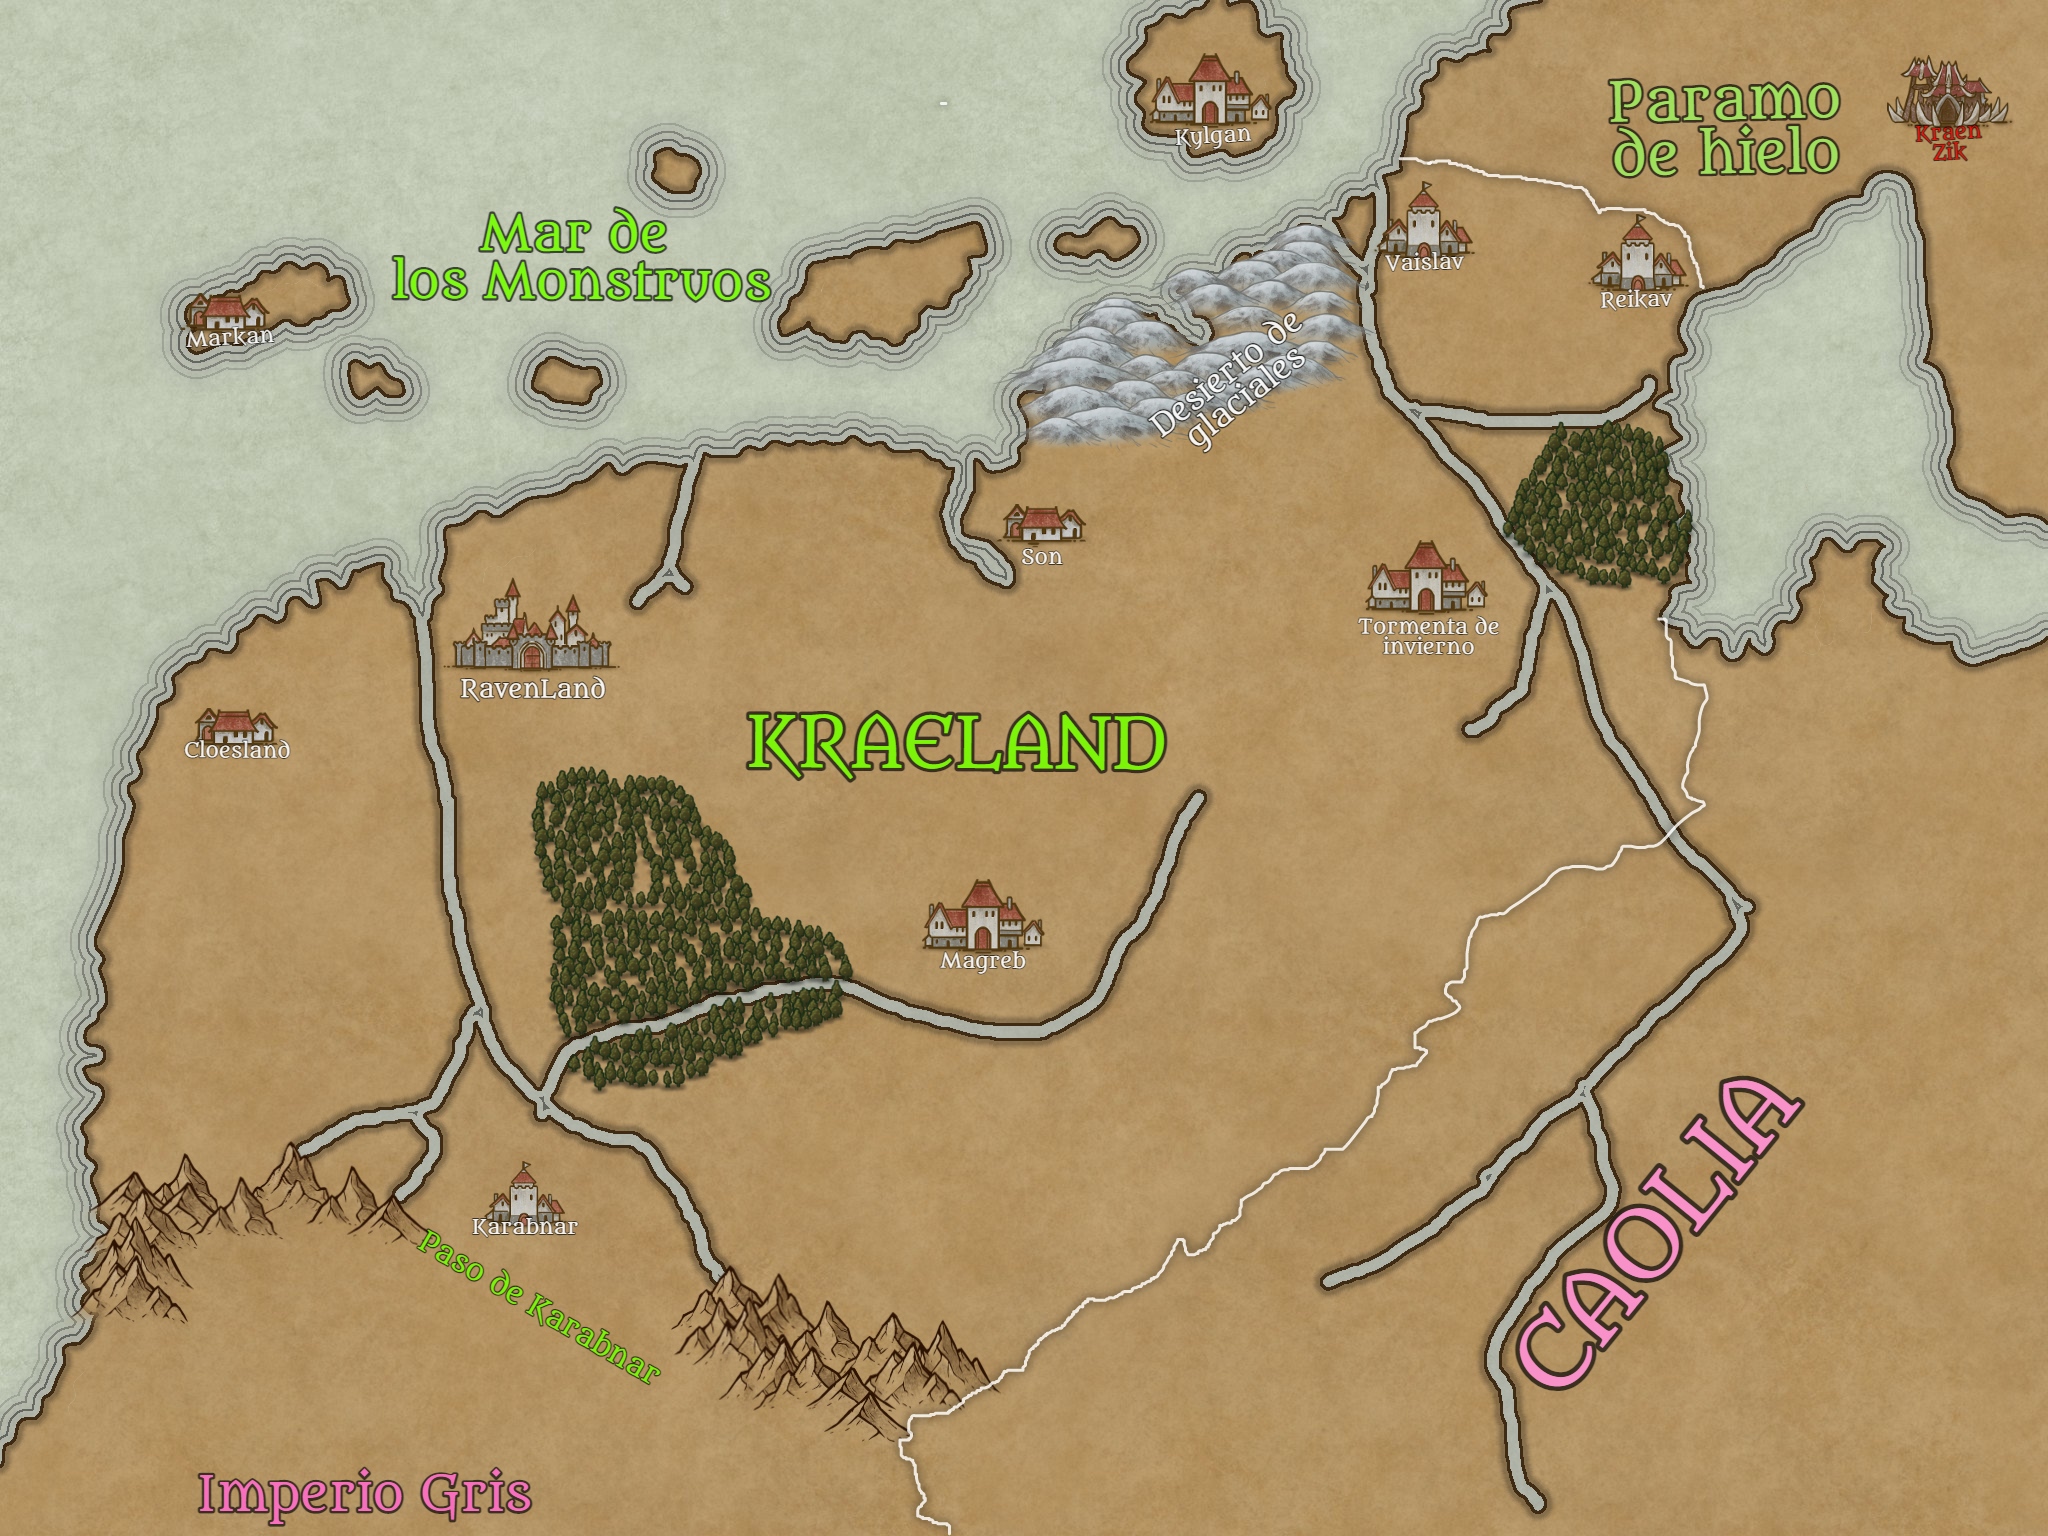 Kylgan
Paramo
de hielo
Kraen
Zik
Mar de
los Monstruos
Vaislav
Reikav
Markan
Desierto de
glaciales
Son
Tormenta de
invierno
RavenLand
KRAELAND
Cloesland
Magreb
Karabnar
Paso de Karabnar
CAOLIA
Imperio Gris